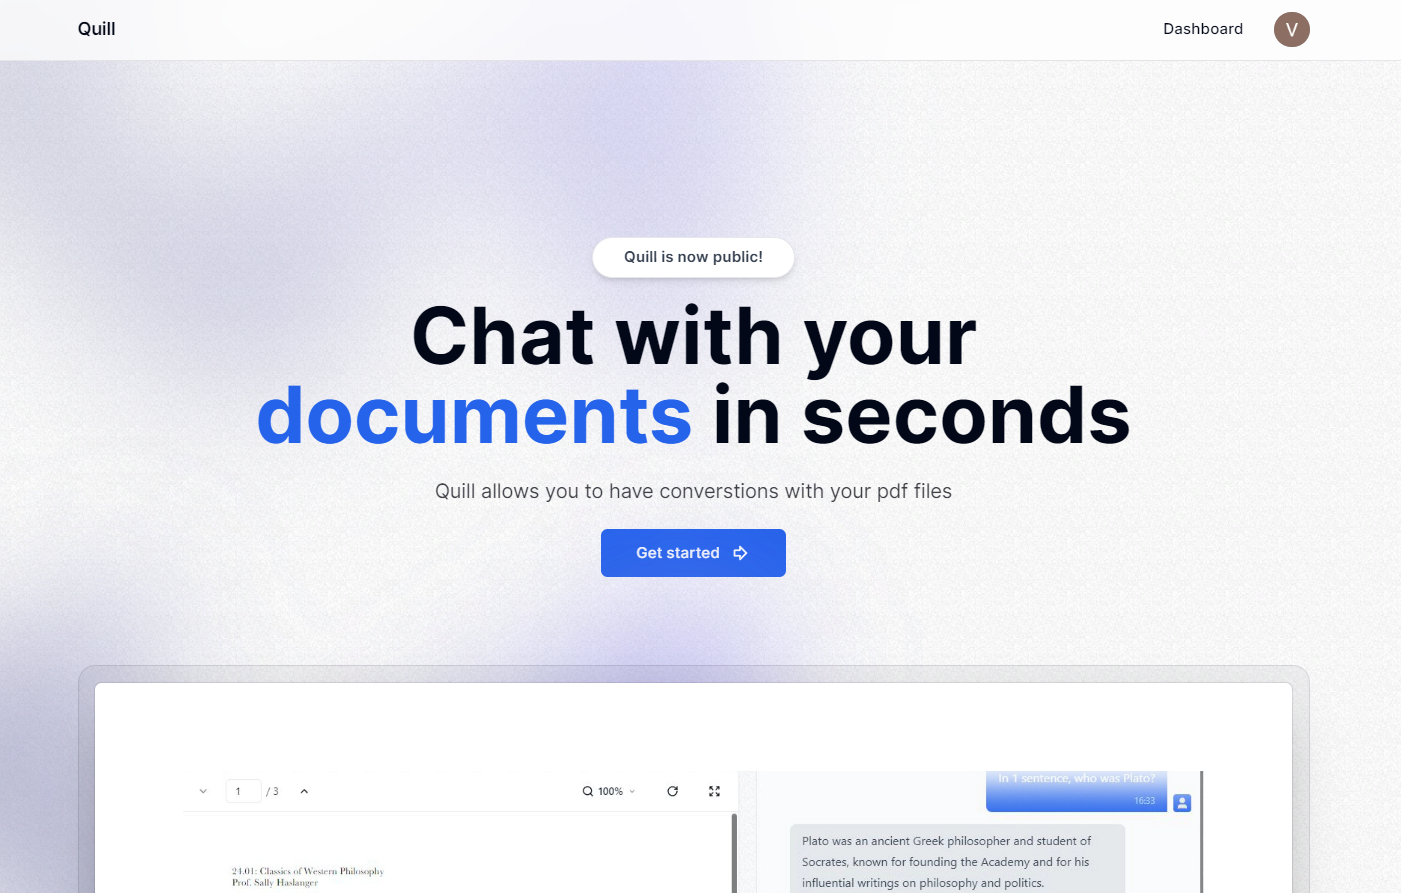 Quill
Dashboard
V
Quill is now public!
Chat with your
documents in seconds
Quill allows you to have converstions with your pdf files
Get started
1 / 3
100%
in 1 sentence, who was Plato?
16:33
24.01: Classics of Western Philosophy
Prof. Sally Haslanger
Plato was an ancient Greek philosopher and student of
Socrates, known for founding the Academy and for his
influential writings on philosophy and politics.